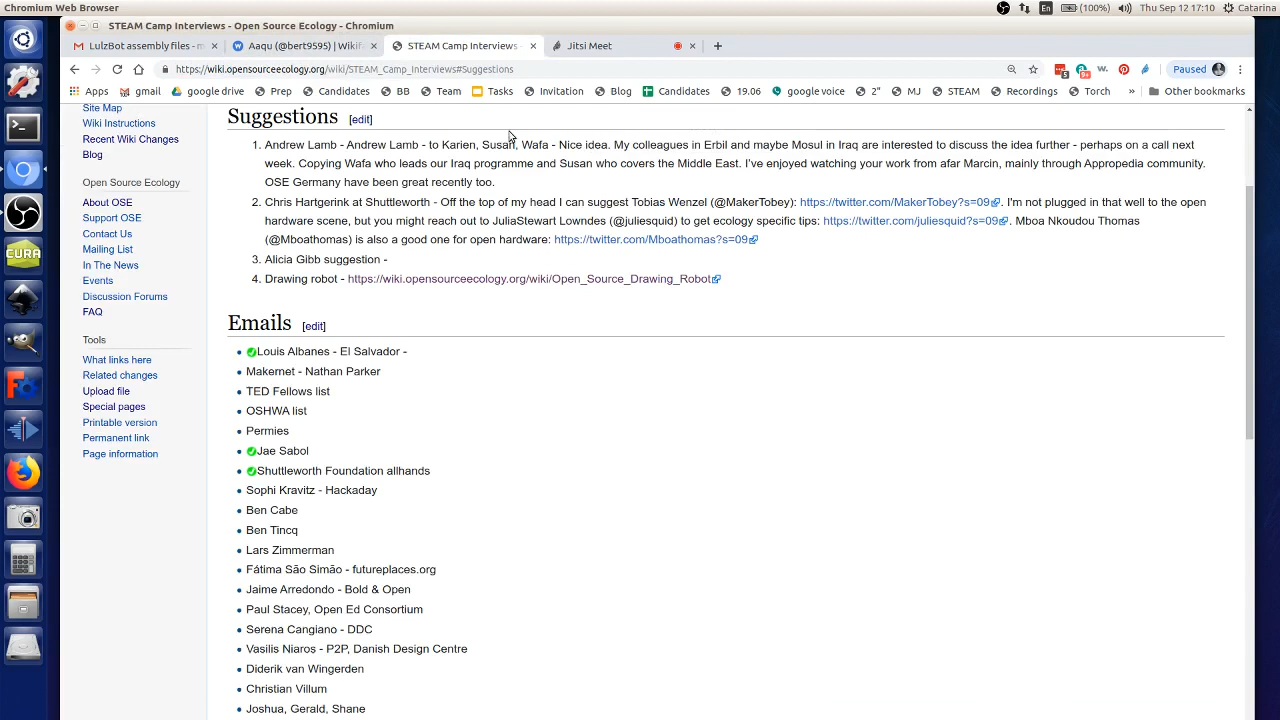 Chromium Web Browser
En
(100%)
Thu Sep 12 17:10
Catarina
STEAM Camp Interviews - Open Source Ecology - Chromium
LulzBot assembly files - m
Aaqu (@bert9595) | Wikif
STEAM Camp Interviews -
Jitsi Meet
https://wiki.opensourceecology.org/wiki/STEAM_Camp_Interviews#Suggestions
5
9+
Paused
Apps
gmail
google drive
Prep
Candidates
BB
Team
Tasks
Invitation
Blog
Candidates
19.00
google voice
2"
MJ
STEAM
Recordings
Torch
»
Other bookmarks
Site Map
Wiki Instructions
Recent Wiki Changes
Blog
Open Source Ecology
About OSE
Support OSE
Contact Us
Mailing List
In The News
Events
Discussion Forums
FAQ
Tools
What links here
Related changes
Upload file
Special pages
Printable version
Permanent link
Page information
CURA
Suggestions [edit]
1. Andrew Lamb - Andrew Lamb - to Karien, Susan, Wafa - Nice idea. My colleagues in Erbil and maybe Mosul in Iraq are interested to discuss the idea further - perhaps on a call next
week. Copying Wafa who leads our Iraq programme and Susan who covers the Middle East. I've enjoyed watching your work from afar Marcin, mainly through Appropedia community.
OSE Germany have been great recently too.
2. Chris Hartgerink at Shuttleworth - Off the top of my head I can suggest Tobias Wenzel (@MakerTobey): https://twitter.com/MakerTobey?s=09. I'm not plugged in that well to the open
hardware scene, but you might reach out to JuliaStewart Lowndes (@juliesquid) to get ecology specific tips: https://twitter.com/juliesquid?s=09. Mboa Nkoudou Thomas
(@Mboathomas) is also a good one for open hardware: https://twitter.com/Mboathomas?s=09
3. Alicia Gibb suggestion -
4. Drawing robot - https://wiki.opensourceecology.org/wiki/Open_Source_Drawing_Robot
Emails [edit]
Louis Albanes - El Salvador -
Makernet - Nathan Parker
TED Fellows list
OSHWA list
Permies
Jae Sabol
Shuttleworth Foundation allhands
Sophi Kravitz - Hackaday
Ben Cabe
Ben Tincq
Lars Zimmerman
Fátima São Simão - futureplaces.org
Jaime Arredondo - Bold & Open
Paul Stacey, Open Ed Consortium
Serena Cangiano - DDC
Vasilis Niaros - P2P, Danish Design Centre
Diderik van Wingerden
Christian Villum
Joshua, Gerald, Shane